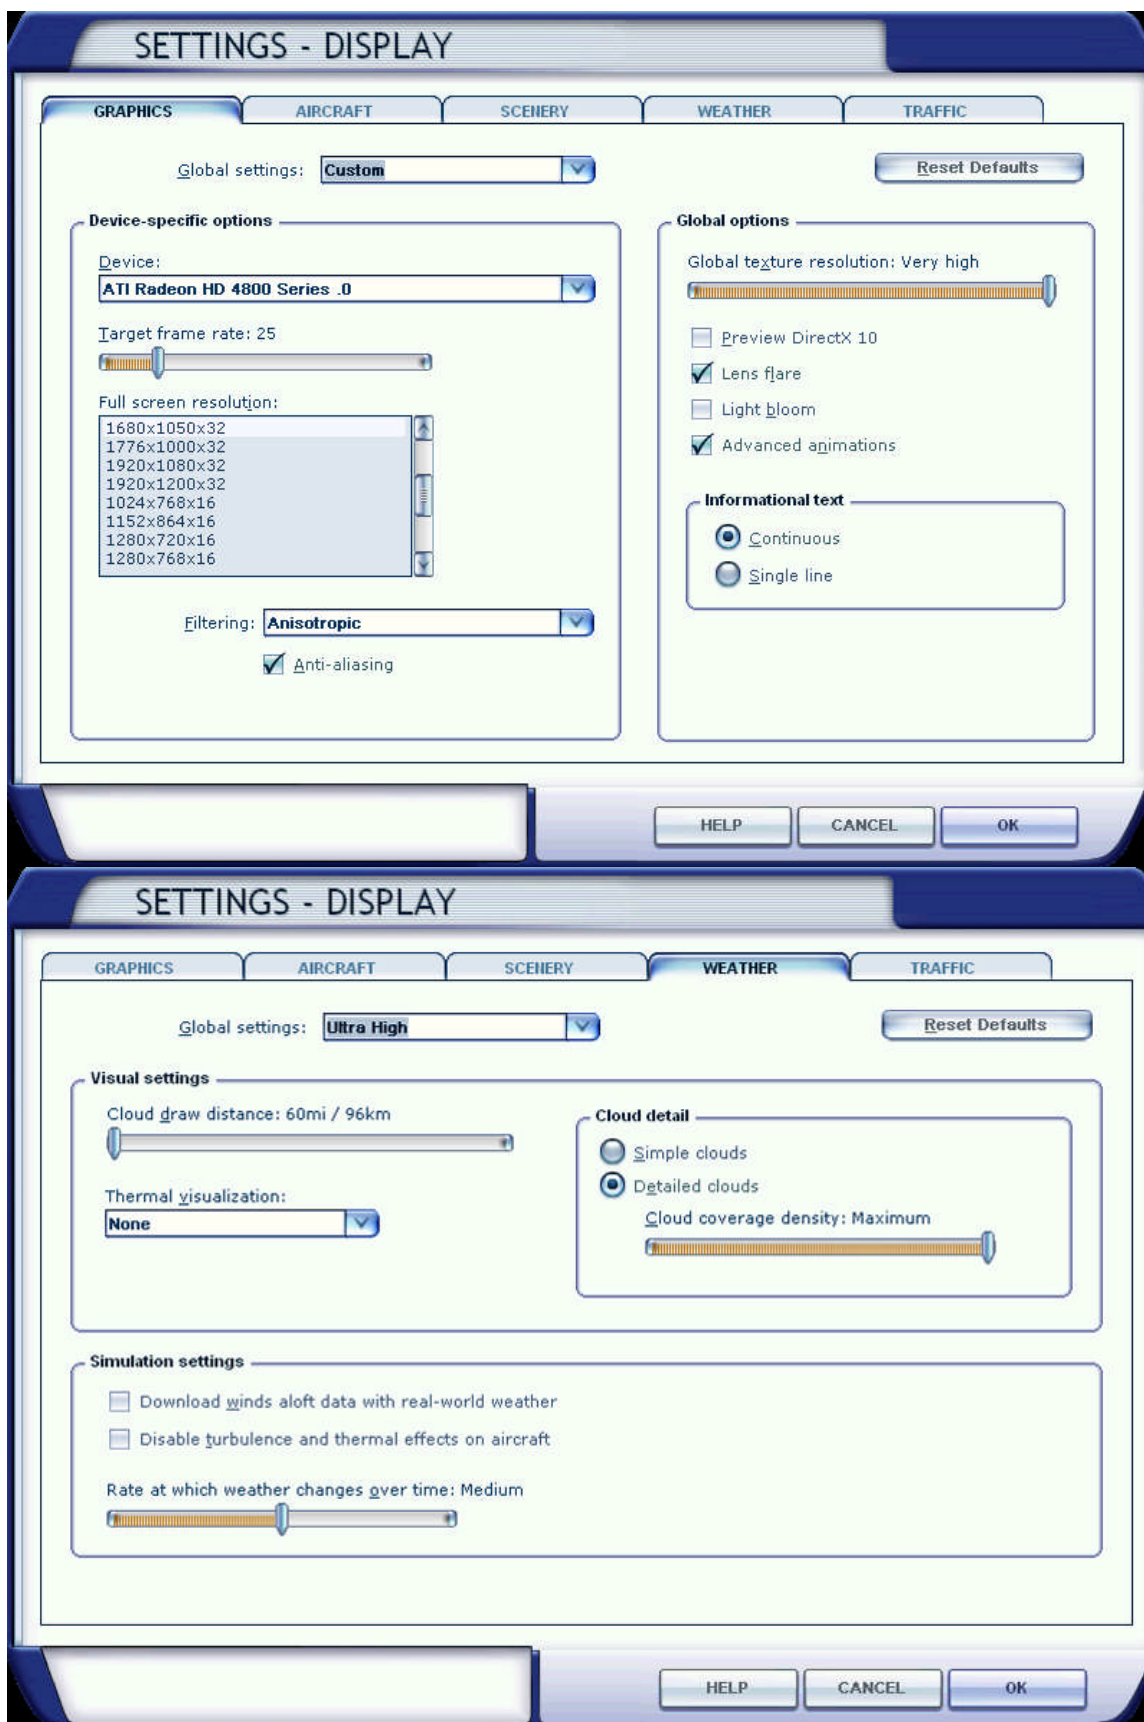 SETTINGS - DISPLAY
GRAPHICS AIRCRAFT SCENERY WEATHER TRAFFIC
Global settings: Custom Reset Defaults
Device-specific options
Device:
ATI Radeon HD 4800 Series .0
Target frame rate: 25
Full screen resolution:
1680x1050x32
1776x1000x32
1920x1080x32
1920x1200x32
1024x768x16
1152x864x16
1280x720x16
1280x768x16
Filtering: Anisotropic
Anti-aliasing
Global options
Global texture resolution: Very high
Preview DirectX 10
Lens flare
Light bloom
Advanced animations
Informational text
Continuous
Single line
HELP CANCEL OK
SETTINGS - DISPLAY
GRAPHICS AIRCRAFT SCENERY WEATHER TRAFFIC
Global settings: Ultra High Reset Defaults
Visual settings
Cloud draw distance: 60mi / 96km
Thermal visualization:
None
Cloud detail
Simple clouds
Detailed clouds
Cloud coverage density: Maximum
Simulation settings
Download winds aloft data with real-world weather
Disable turbulence and thermal effects on aircraft
Rate at which weather changes over time: Medium
HELP CANCEL OK